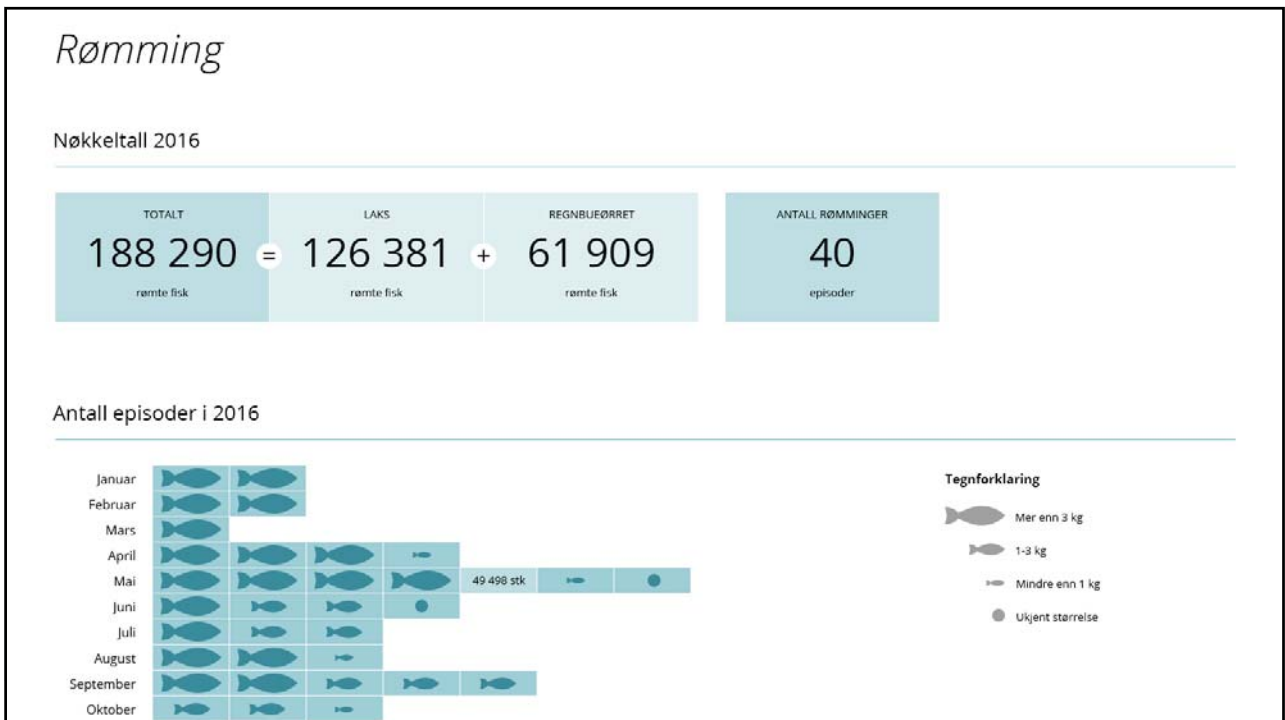 Rømming
Nøkkeltall 2016
TOTALT
188 290
rømte fisk
=
LAKS
126 381
rømte fisk
+
REGNBUEØRRET
61 909
rømte fisk
ANTALL RØMMINGER
40
episoder
Antall episoder i 2016
Januar
Februar
Mars
April
Mai
49 498 stk
Juni
Juli
August
September
Oktober
Tegnforklaring
Mer enn 3 kg
1-3 kg
Mindre enn 1 kg
Ukjent størrelse